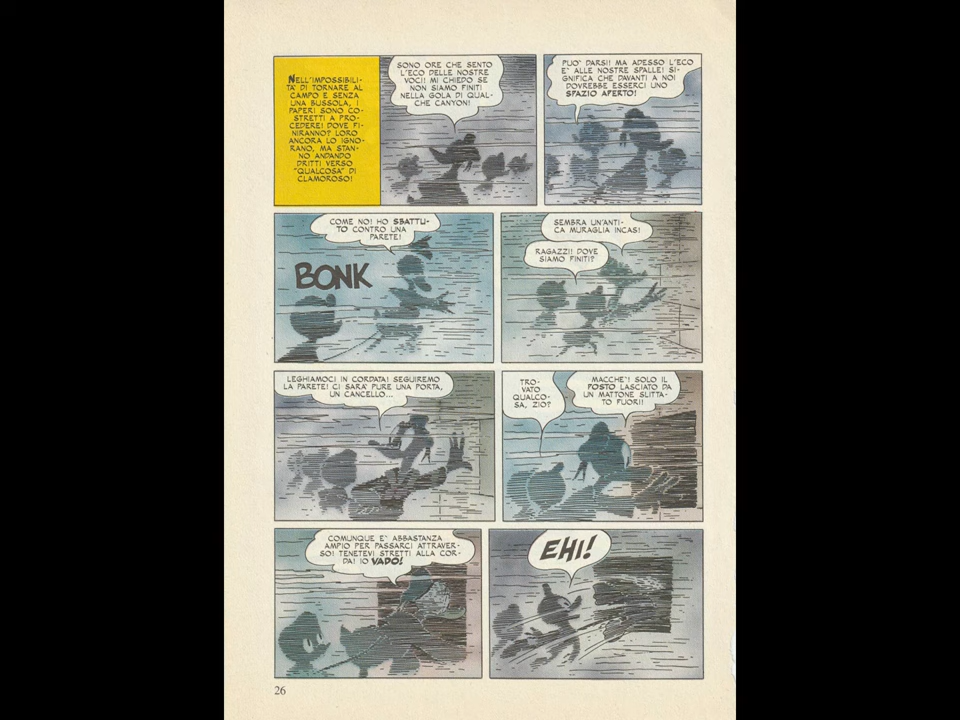 NELL'IMPOSSIBILI-
TA' DI TORNARE AL
CAMPO E SENZA
UNA BUSSOLA, I
PAPERI SONO CO-
STRETTI A PRO-
CEDERE! DOVE FI-
NIRANNO? LORO
ANCORA LO IGNO-
RANO, MA STAN-
NO ANDANDO
DRITTI VERSO
"QUALCOSA" DI
CLAMOROSO!
SONO ORE CHE SENTO
L'ECO DELLE NOSTRE
VOCI! MI CHIEDO SE
NON SIAMO FINITI
NELLA GOLA DI QUAL-
CHE CANYON!
PUO' DARSI! MA ADESSO L'ECO
E' ALLE NOSTRE SPALLE! SI-
GNIFICA CHE DAVANTI A NOI
DOVREBBE ESSERCI UNO
SPAZIO APERTO!
COME NO! HO SBATTU-
TO CONTRO UNA
PARETE!
BONK
SEMBRA UN'ANTI-
CA MURAGLIA INCAS!
RAGAZZI! DOVE
SIAMO FINITI?
LEGHIAMOCI IN CORDATA! SEGUIREMO
LA PARETE! CI SARA' PURE UNA PORTA,
UN CANCELLO...
TRO-
VATO
QUALCO-
SA, ZIO?
MACCHE'! SOLO IL
POSTO LASCIATO DA
UN MATTONE SLITTA-
TO FUORI!
COMUNQUE E' ABBASTANZA
AMPIO PER PASSARCI ATTRAVER-
SO! TENETEVI STRETTI ALLA COR-
DA! IO VADO!
EHI!
26